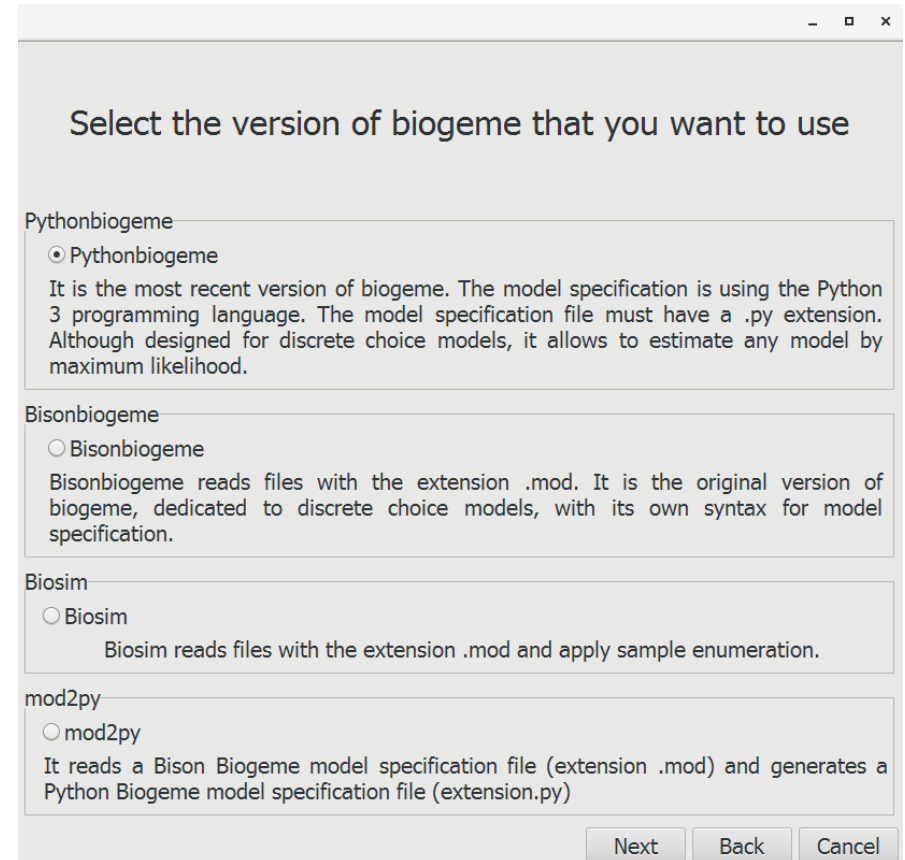 Select the version of biogeme that you want to use
Pythonbiogeme
Pythonbiogeme
It is the most recent version of biogeme. The model specification is using the Python
3 programming language. The model specification file must have a .py extension.
Although designed for discrete choice models, it allows to estimate any model by
maximum likelihood.
Bisonbiogeme
Bisonbiogeme
Bisonbiogeme reads files with the extension .mod. It is the original version of
biogeme, dedicated to discrete choice models, with its own syntax for model
specification.
Biosim
Biosim
Biosim reads files with the extension .mod and apply sample enumeration.
mod2py
mod2py
It reads a Bison Biogeme model specification file (extension .mod) and generates a
Python Biogeme model specification file (extension.py)
Next Back Cancel